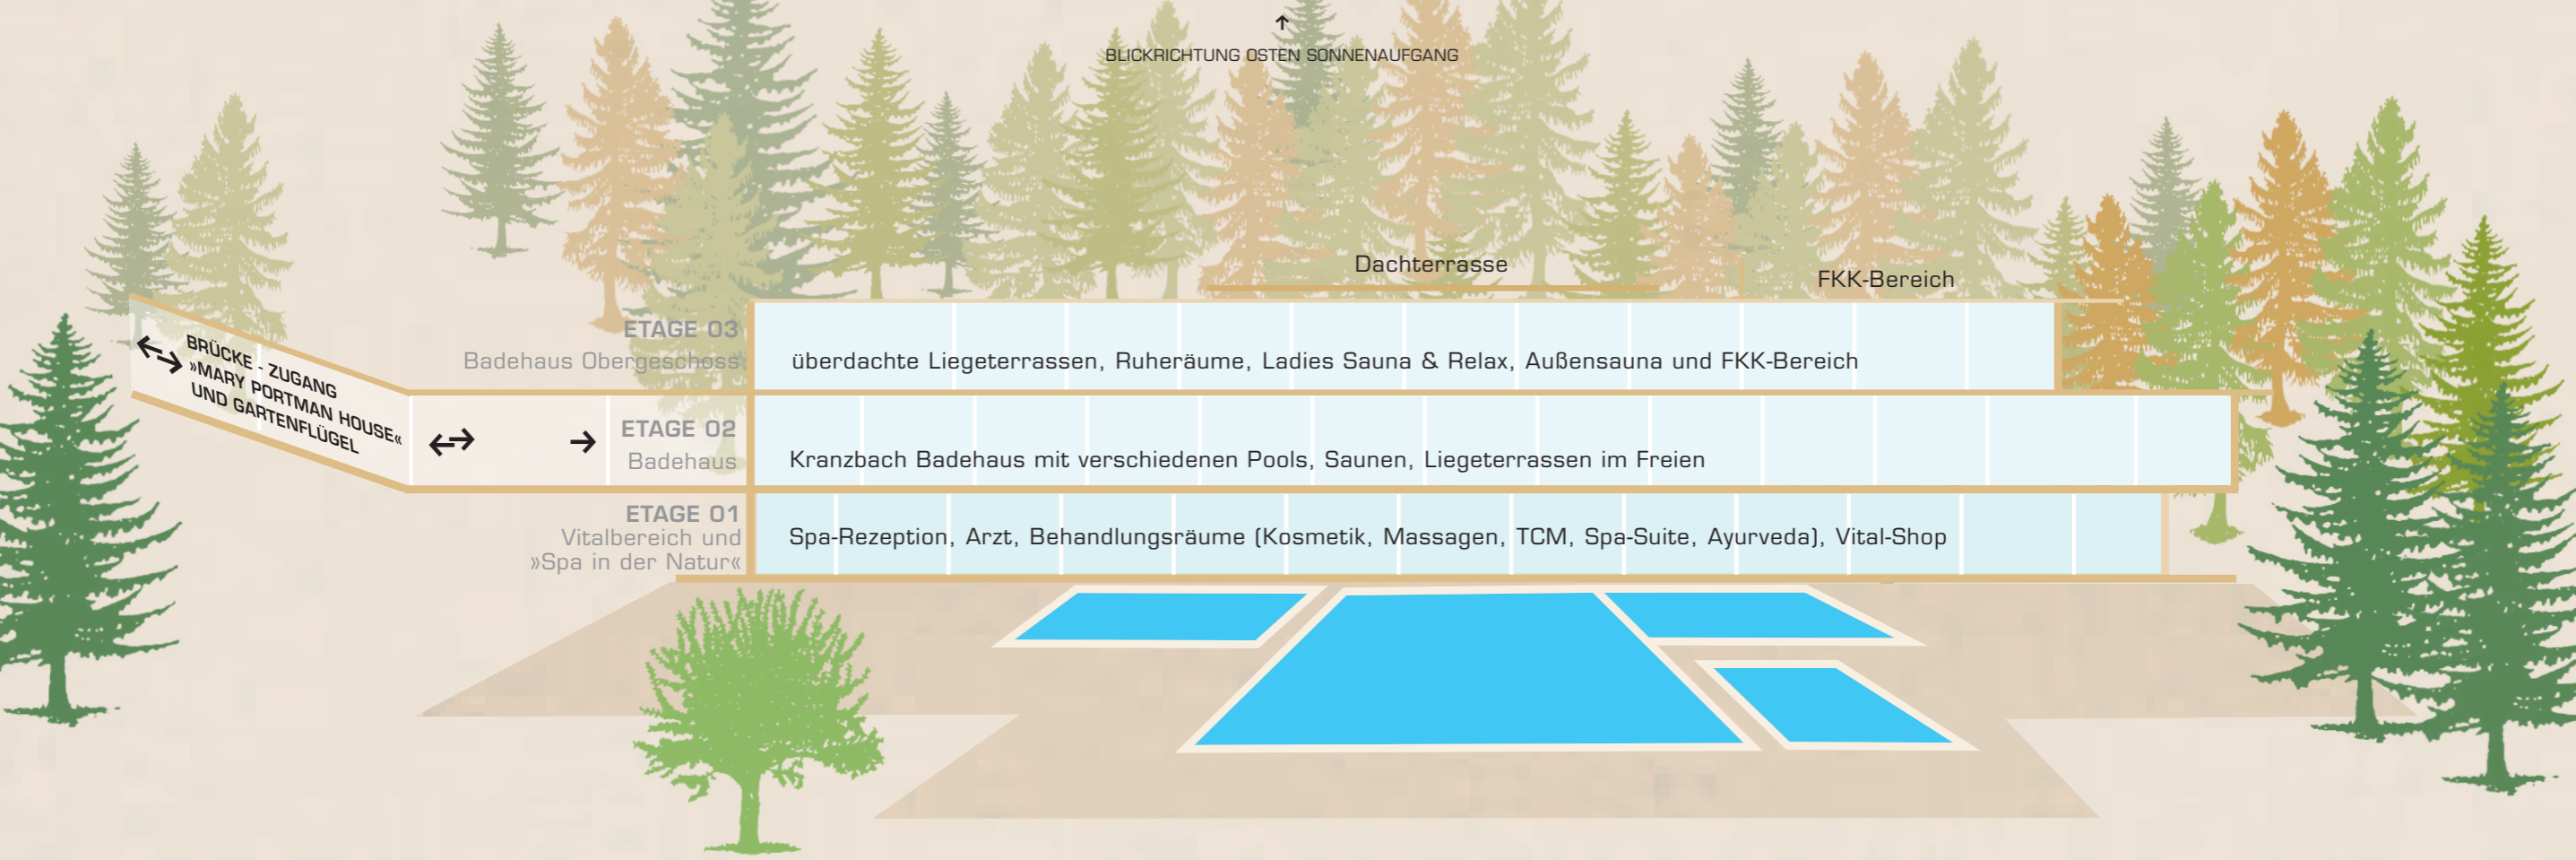 BLICKRICHTUNG OSTEN SONNENAUFGANG
Dachterrasse
FKK-Bereich
ETAGE 03
Badehaus Obergeschoss
überdachte Liegeterrassen, Ruheräume, Ladies Sauna & Relax, Außensauna und FKK-Bereich
BRÜCKE - ZUGANG
»MARY PORTMAN HOUSE«
UND GARTENFLÜGEL
ETAGE 02
Badehaus
Kranzbach Badehaus mit verschiedenen Pools, Saunen, Liegeterrassen im Freien
ETAGE 01
Vitalbereich und
»Spa in der Natur«
Spa-Rezeption, Arzt, Behandlungsräume (Kosmetik, Massagen, TCM, Spa-Suite, Ayurveda), Vital-Shop